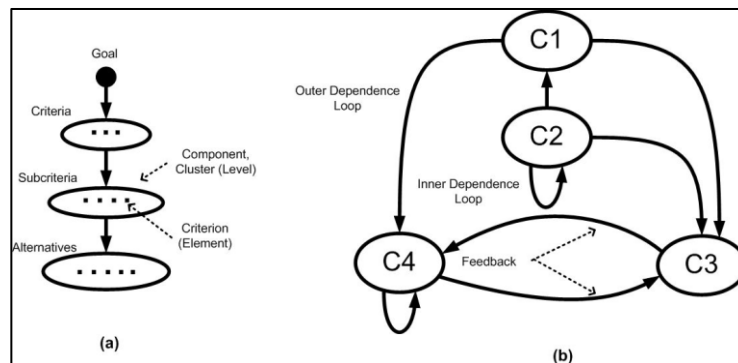 Goal
Criteria
Subcriteria
Alternatives
Component,
Cluster (Level)
Criterion
(Element)
(a)
C1
Outer Dependence
Loop
C2
Inner Dependence
Loop
C4
Feedback
C3
(b)